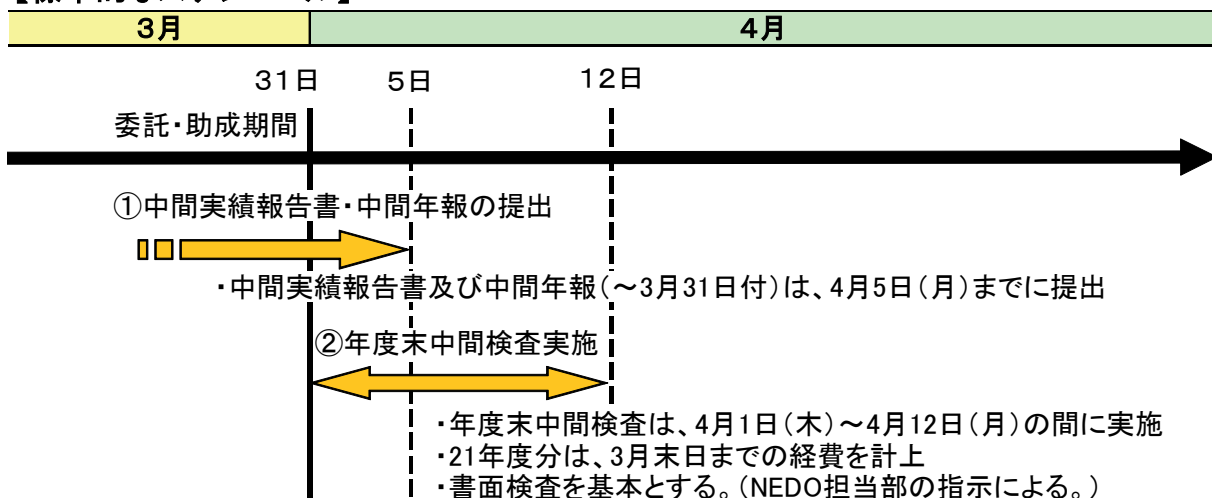 3月
4月
31日
5日
12日
委託・助成期間
①中間実績報告書・中間年報の提出
・中間実績報告書及び中間年報(～3月31日付)は、4月5日(月)までに提出
②年度末中間検査実施
・年度末中間検査は、4月1日(木)～4月12日(月)の間に実施
・21年度分は、3月末日までの経費を計上
・書面検査を基本とする。(NEDO担当部の指示による。)